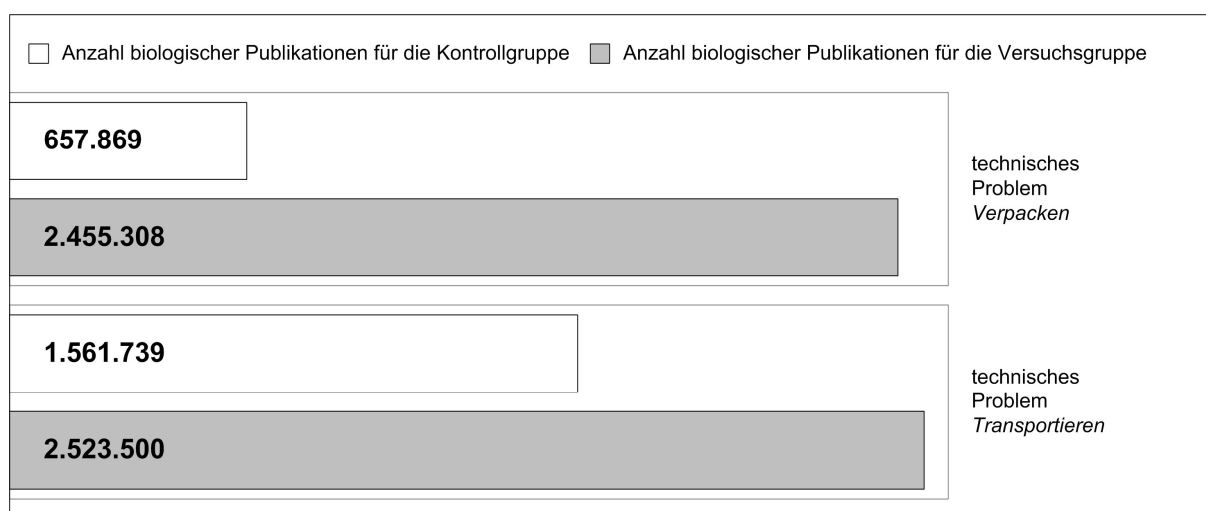 Anzahl biologischer Publikationen für die Kontrollgruppe
Anzahl biologischer Publikationen für die Versuchsgruppe
657.869
2.455.308
technisches
Problem
Verpacken
1.561.739
2.523.500
technisches
Problem
Transportieren